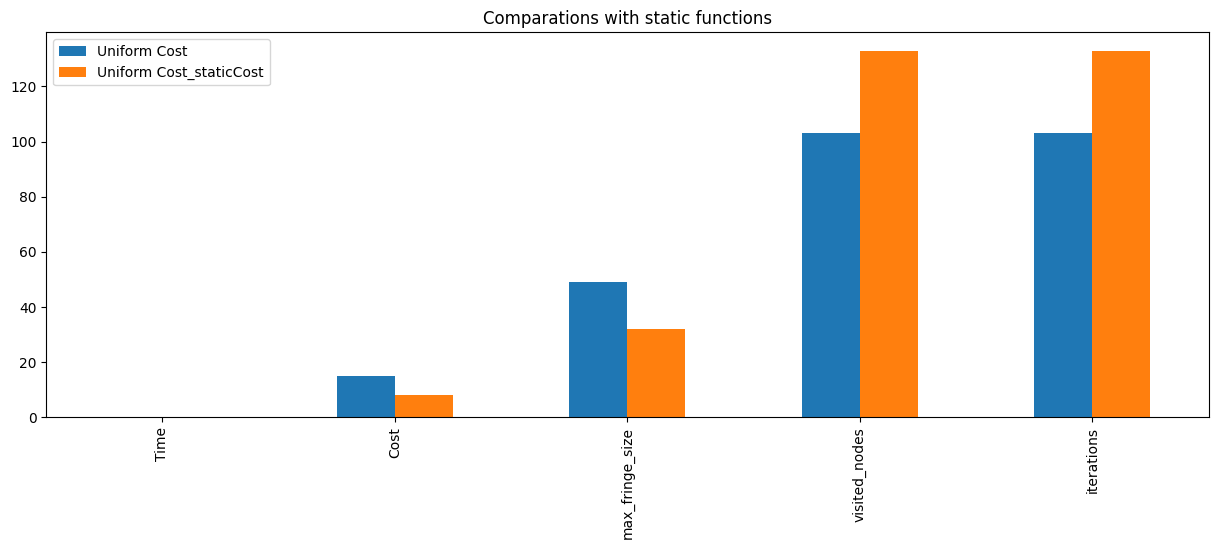 Comparations with static functions
Uniform Cost
Uniform Cost_staticCost
120
100
80
60
40
20
0
Time
Cost
max_fringe_size
visited_nodes
iterations